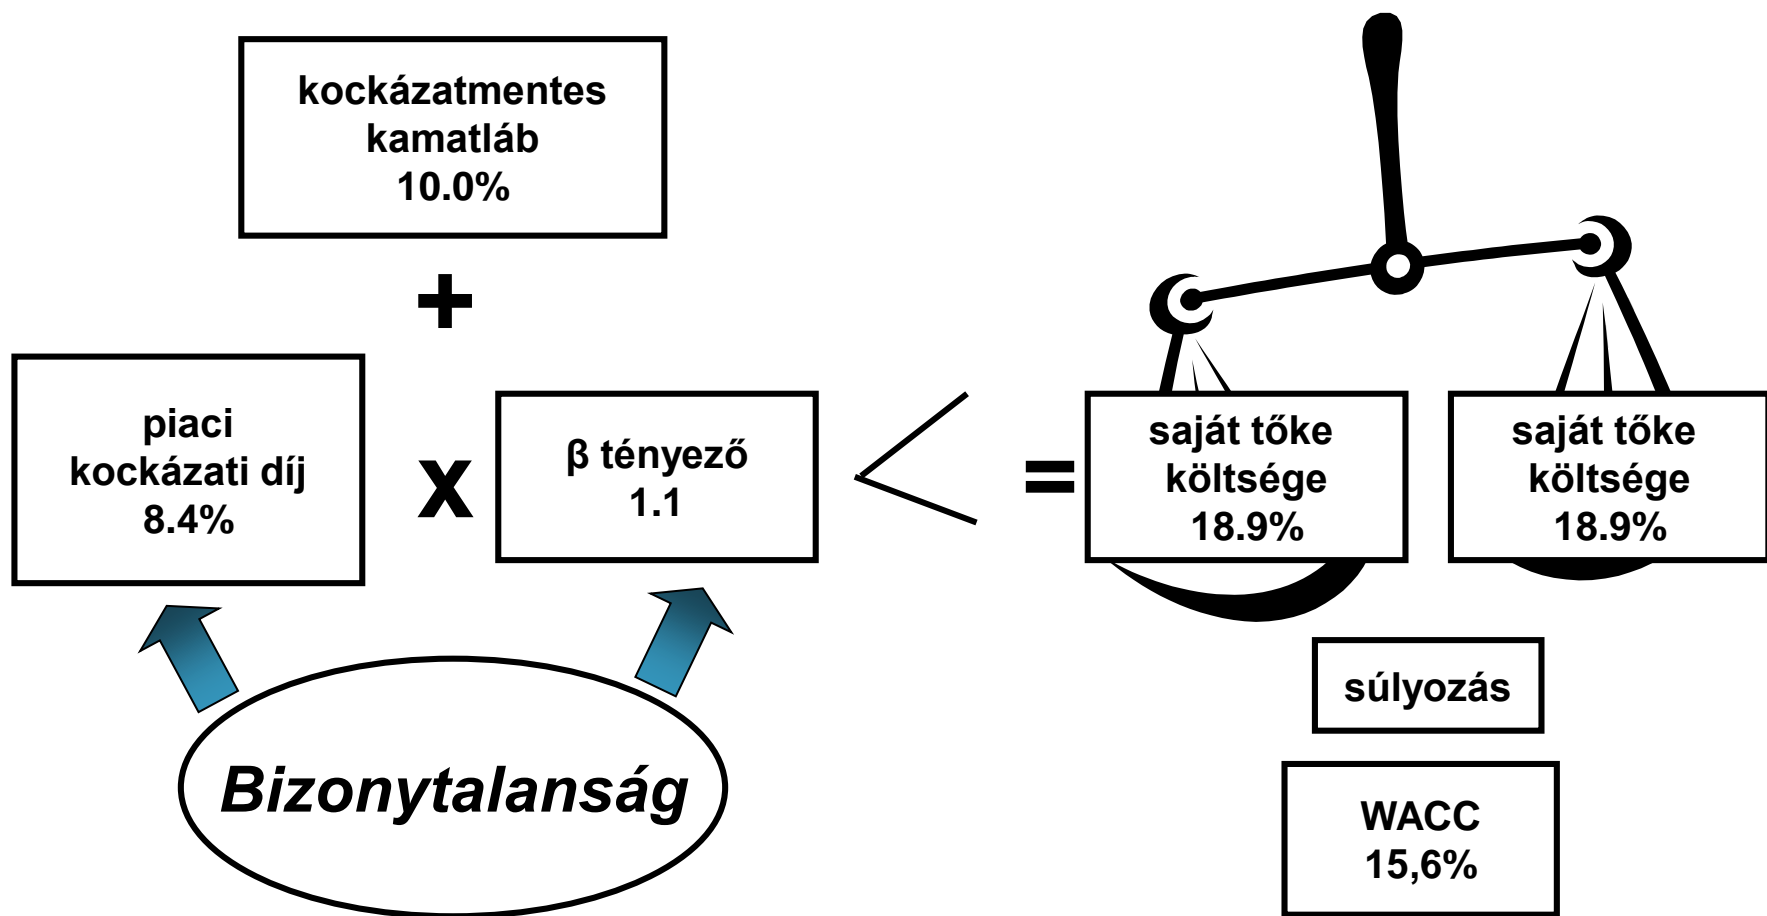 kockázatmentes
kamatláb
10.0%
+
piaci
kockázati díj
8.4%
x
β tényező
1.1
=
saját tőke
költsége
18.9%
saját tőke
költsége
18.9%
súlyozás
WACC
15,6%
Bizonytalanság